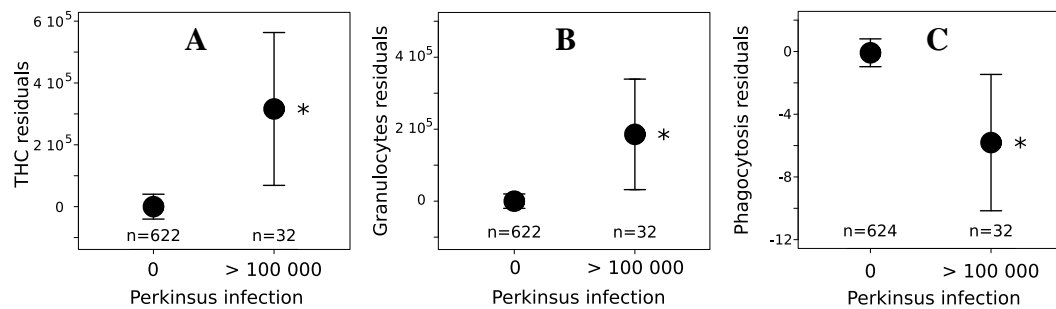 A
THC residuals
6 10⁵
4 10⁵
2 10⁵
0
n=622
n=32
*
0
> 100 000
Perkinsus infection
B
Granulocytes residuals
4 10⁵
2 10⁵
0
n=622
n=32
*
0
> 100 000
Perkinsus infection
C
Phagocytosis residuals
0
-4
-8
-12
n=624
n=32
*
0
> 100 000
Perkinsus infection